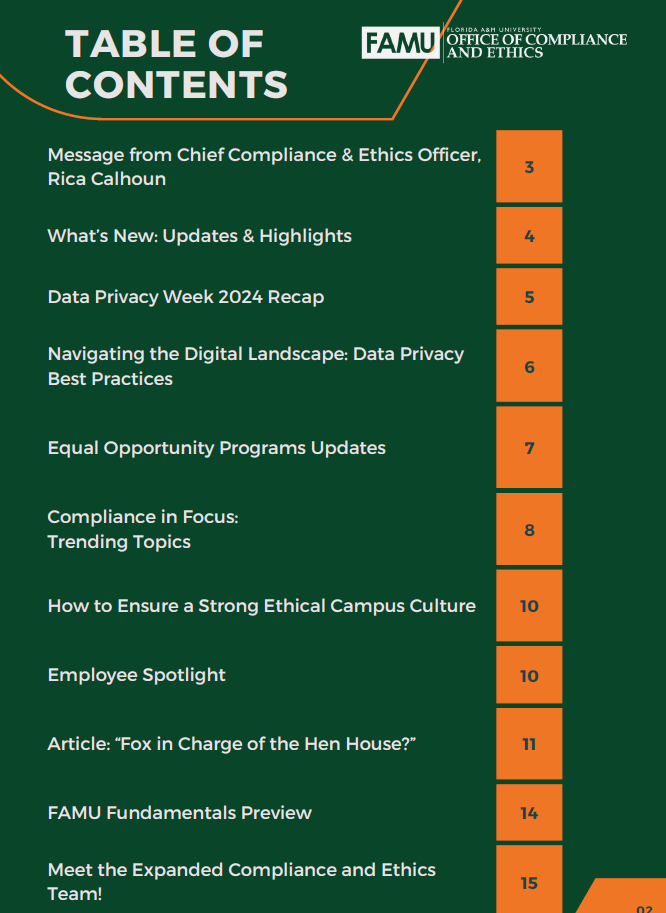 TABLE OF
CONTENTS
FAMU
FLORIDA A&M UNIVERSITY
OFFICE OF COMPLIANCE
AND ETHICS
Message from Chief Compliance & Ethics Officer,
Rica Calhoun
3
What's New: Updates & Highlights
4
Data Privacy Week 2024 Recap
5
Navigating the Digital Landscape: Data Privacy
Best Practices
6
Equal Opportunity Programs Updates
7
Compliance in Focus:
Trending Topics
8
How to Ensure a Strong Ethical Campus Culture
10
Employee Spotlight
10
Article: “Fox in Charge of the Hen House?”
11
FAMU Fundamentals Preview
14
Meet the Expanded Compliance and Ethics
Team!
15
02